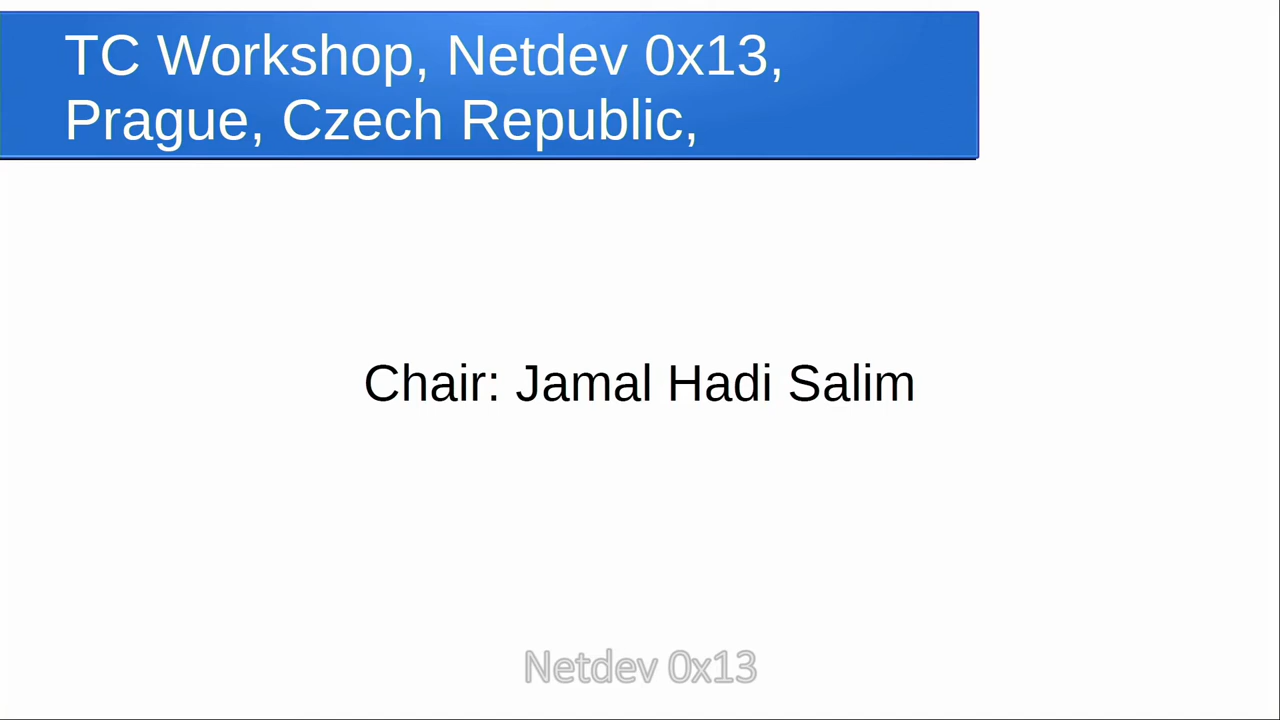 TC Workshop, Netdev 0x13,
Prague, Czech Republic,
Chair: Jamal Hadi Salim
Netdev 0x13